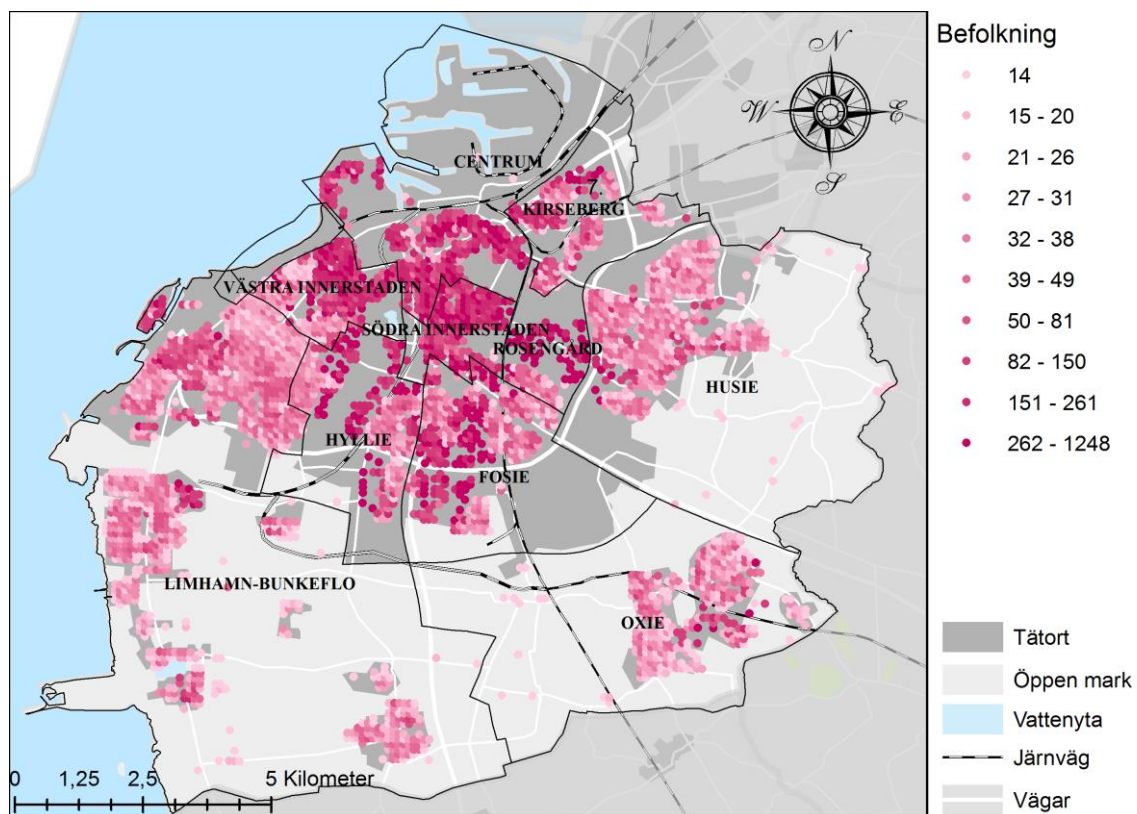 Befolkning
14
15 - 20
21 - 26
27 - 31
32 - 38
39 - 49
50 - 81
82 - 150
151 - 261
262 - 1248
N
W E
S
CENTRUM
7.
KIRSEBERG
VÄSTRA INNERSTADEN
SÖDRA INNERSTADEN
ROSENGÅRD
HUSIE
HYLLIE
FOSIE
LIMHAMN-BUNKEFLO
OXIE
0 1,25 2,5 5 Kilometer
Tätort
Öppen mark
Vattenyta
Järnväg
Vägar